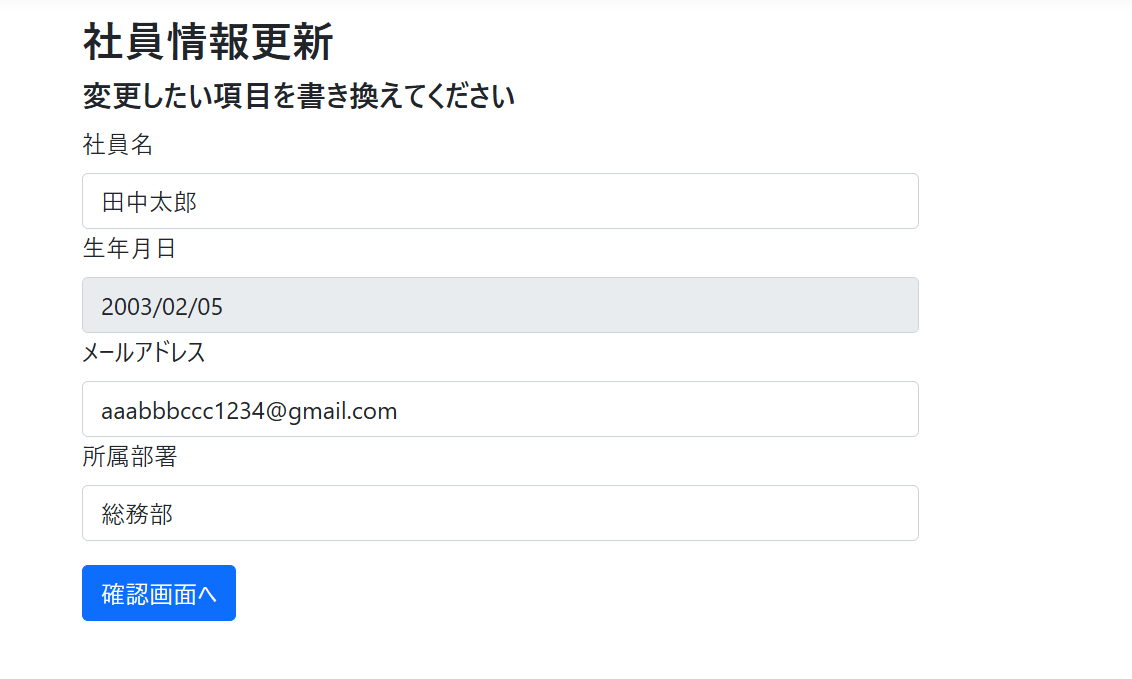 社員情報更新
変更したい項目を書き換えてください
社員名
田中太郎
生年月日
2003/02/05
メールアドレス
aaabbbccc1234@gmail.com
所属部署
総務部
確認画面へ